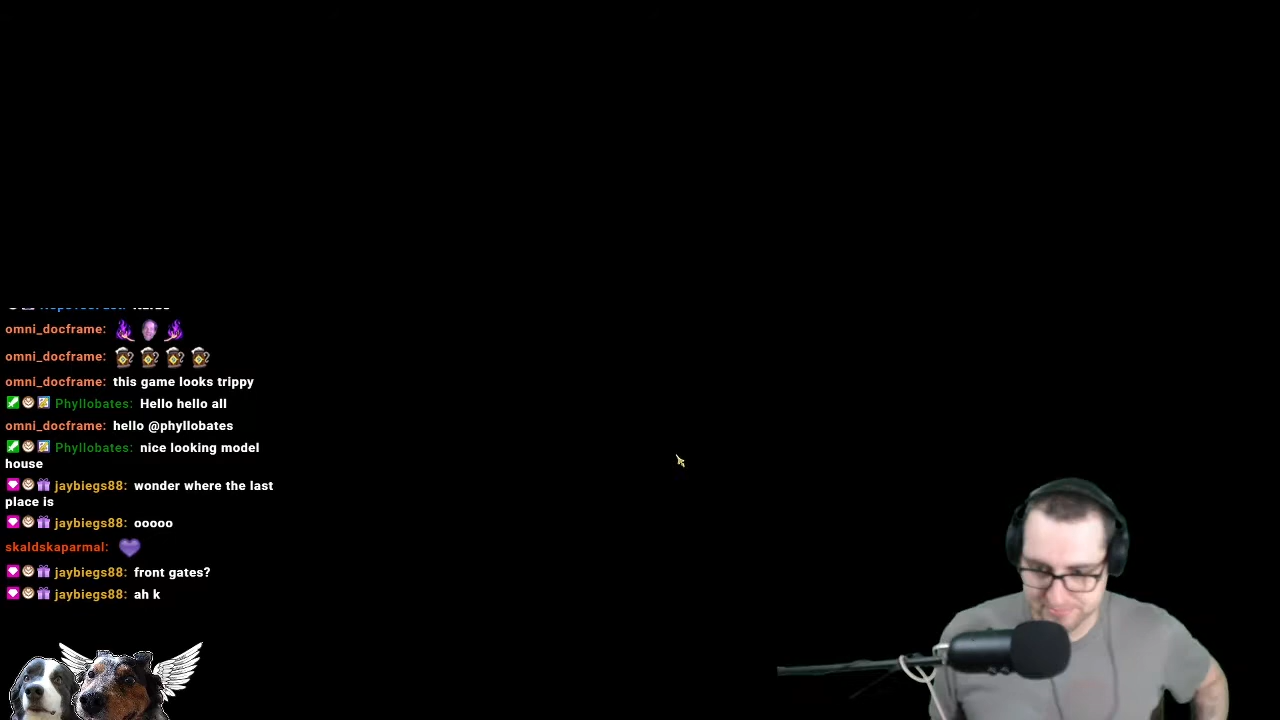 omni_docframe:
omni_docframe:
omni_docframe: this game looks trippy
Phyllobates: Hello hello all
omni_docframe: hello @phyllobates
Phyllobates: nice looking model
house
jaybiegs88: wonder where the last
place is
jaybiegs88: ooooo
skaldskaparmal:
jaybiegs88: front gates?
jaybiegs88: ah k